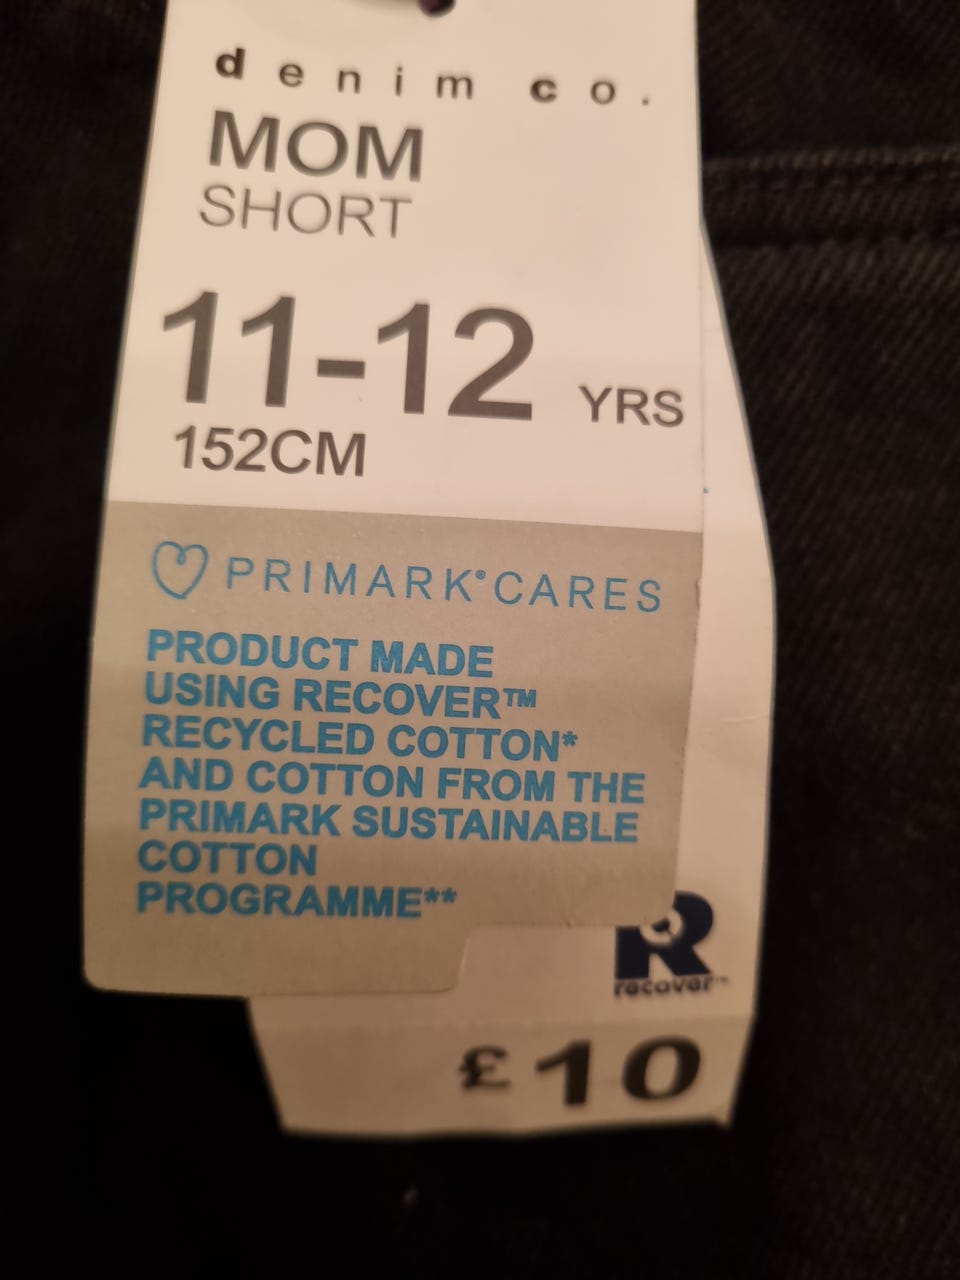 denim co.
MOM
SHORT
11-12 YRS
152CM
PRIMARK® CARES
PRODUCT MADE
USING RECOVER™
RECYCLED COTTON*
AND COTTON FROM THE
PRIMARK SUSTAINABLE
COTTON
PROGRAMME**
R
recover™
£10